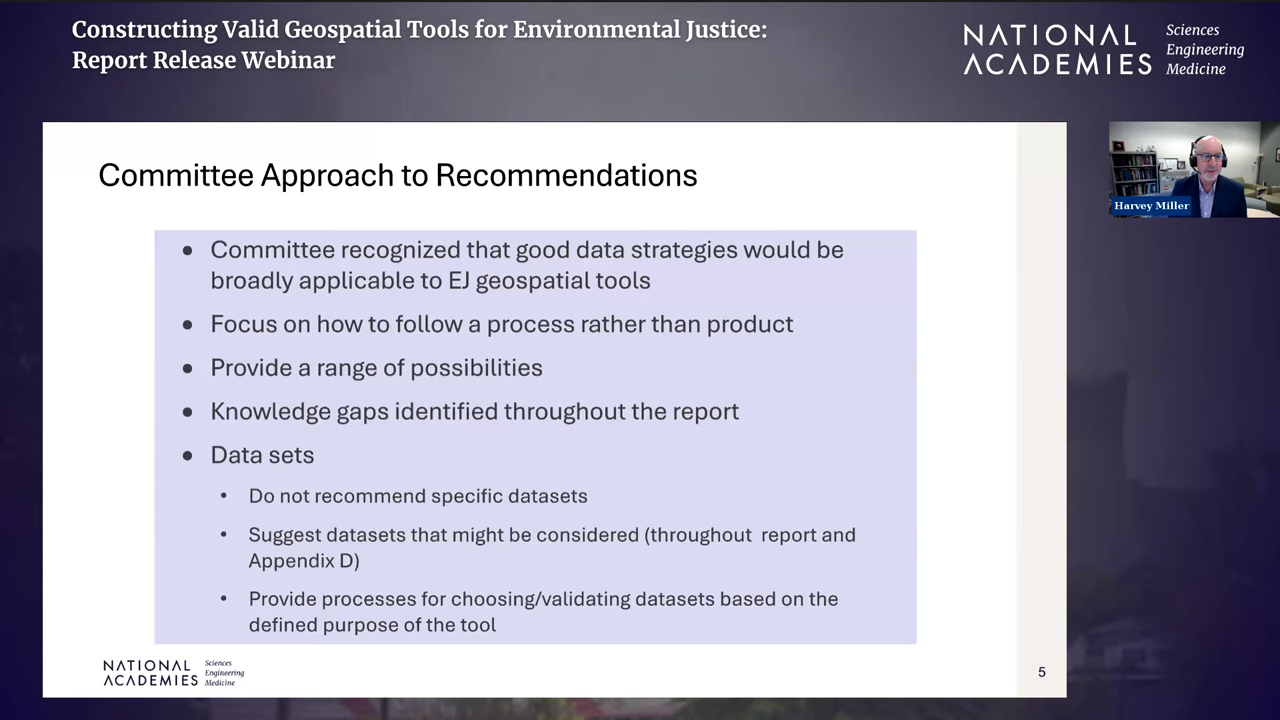 Constructing Valid Geospatial Tools for Environmental Justice:
Report Release Webinar
NATIONAL
ACADEMIES
Sciences
Engineering
Medicine
Harvey Miller
Committee Approach to Recommendations
• Committee recognized that good data strategies would be
broadly applicable to EJ geospatial tools
• Focus on how to follow a process rather than product
• Provide a range of possibilities
• Knowledge gaps identified throughout the report
• Data sets
• Do not recommend specific datasets
• Suggest datasets that might be considered (throughout report and
Appendix D)
• Provide processes for choosing/validating datasets based on the
defined purpose of the tool
NATIONAL
ACADEMIES
Sciences
Engineering
Medicine
5